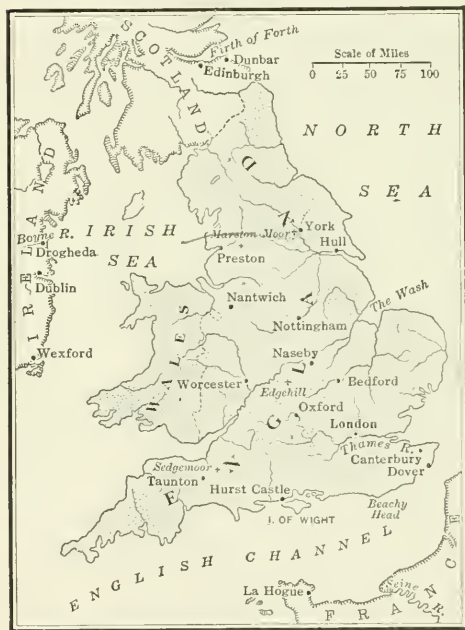 SCOTLAND
Firth of Forth
Dunbar
Edinburgh
Scale of Miles
0 25 50 75 100
NORTH
SEA
IRELAND
Boyne R.
Drogheda
Dublin
Wexford
IRISH
SEA
Marston Moor
York
Hull
Preston
Nantwich
Nottingham
The Wash
WALES
ENGLAND
Naseby
Worcester
Edgehill
Bedford
Oxford
London
Thames R.
Canterbury
Dover
Sedgemoor
Taunton
Hurst Castle
I. OF WIGHT
Beachy
Head
ENGLISH CHANNEL
La Hogue
Seine R.
FRANCE